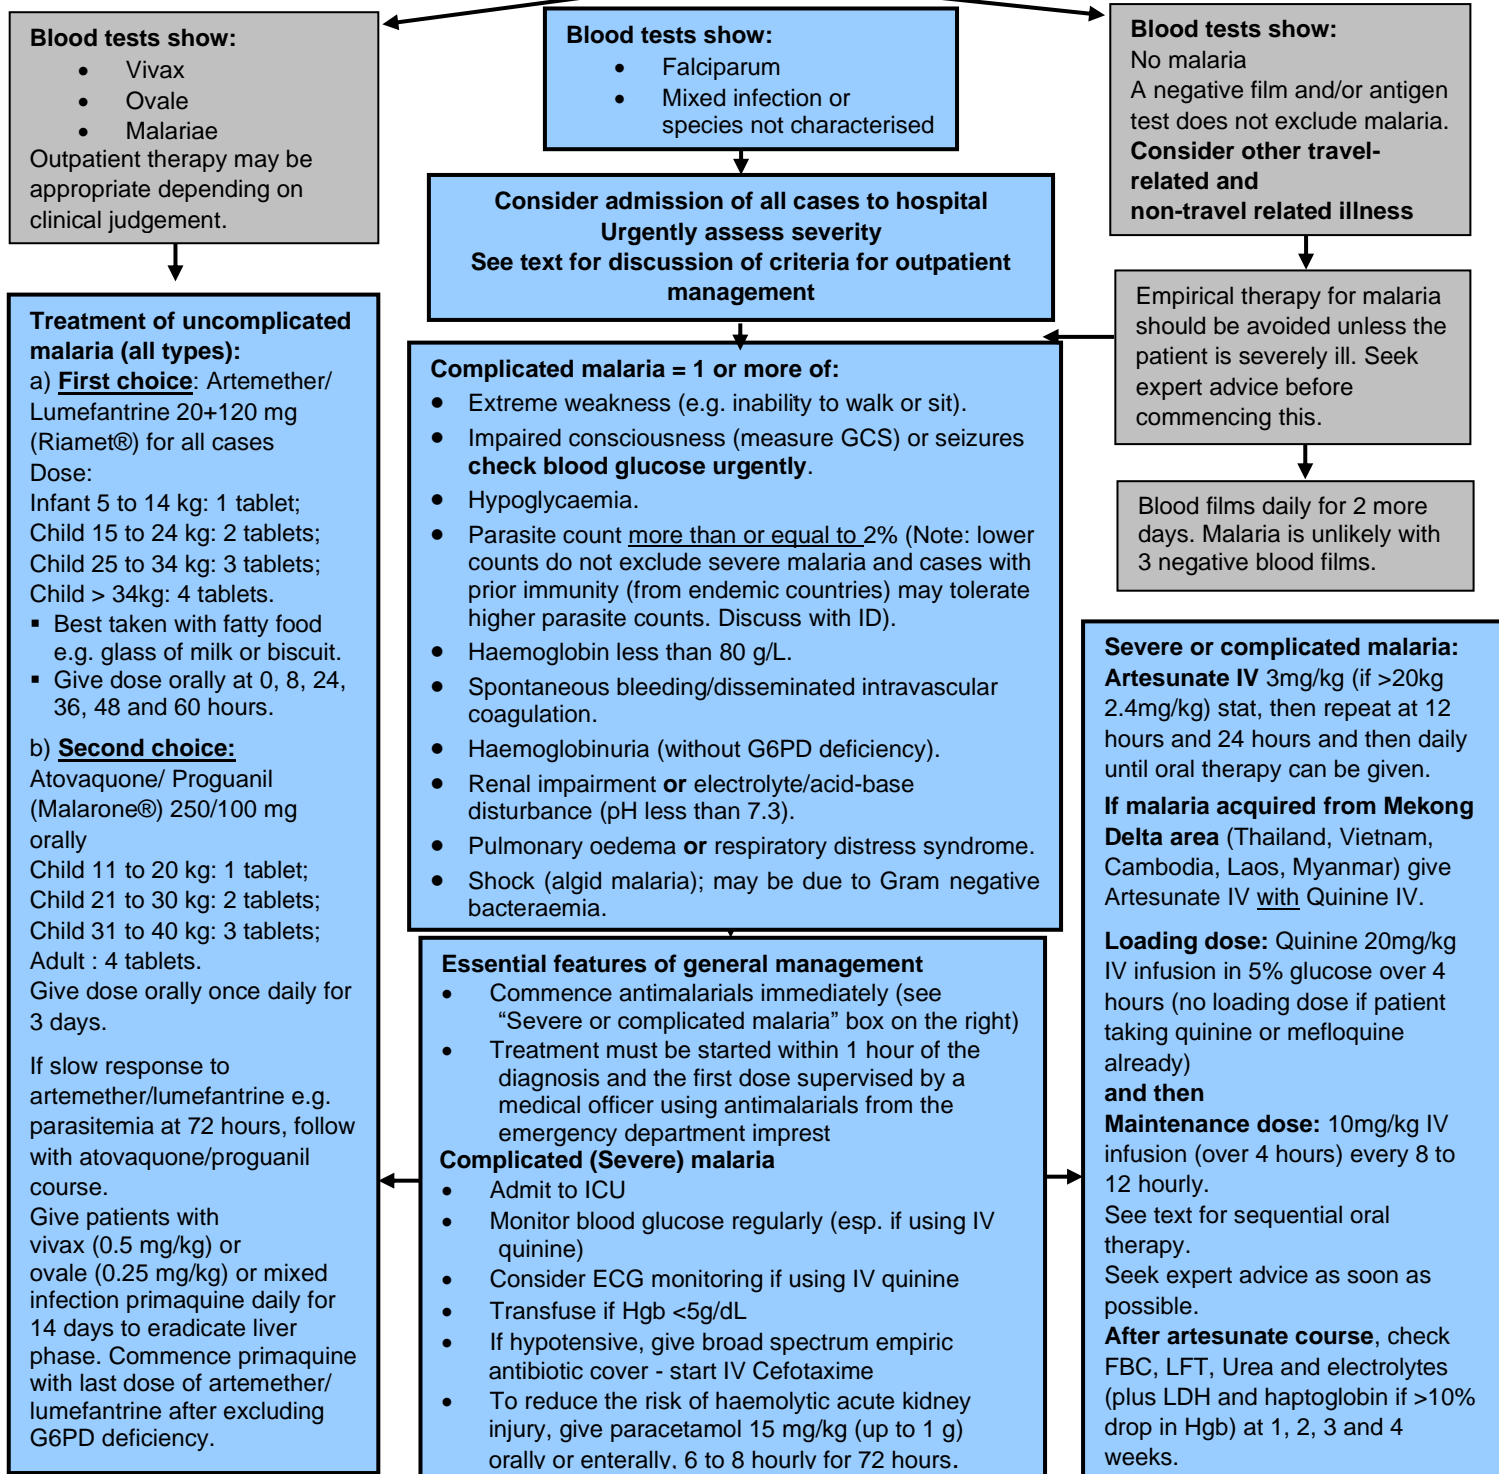 Blood tests show:
• Vivax
• Ovale
• Malariae
Outpatient therapy may be
appropriate depending on
clinical judgement.
Blood tests show:
• Falciparum
• Mixed infection or
species not characterised
Blood tests show:
No malaria
A negative film and/or antigen
test does not exclude malaria.
Consider other travel-
related and
non-travel related illness
Consider admission of all cases to hospital
Urgently assess severity
See text for discussion of criteria for outpatient
management
Empirical therapy for malaria
should be avoided unless the
patient is severely ill. Seek
expert advice before
commencing this.
Blood films daily for 2 more
days. Malaria is unlikely with
3 negative blood films.
Treatment of uncomplicated
malaria (all types):
a) First choice: Artemether/
Lumefantrine 20+120 mg
(Riamet®) for all cases
Dose:
Infant 5 to 14 kg: 1 tablet;
Child 15 to 24 kg: 2 tablets;
Child 25 to 34 kg: 3 tablets;
Child > 34kg: 4 tablets.
▪ Best taken with fatty food
e.g. glass of milk or biscuit.
▪ Give dose orally at 0, 8, 24,
36, 48 and 60 hours.
b) Second choice:
Atovaquone/ Proguanil
(Malarone®) 250/100 mg
orally
Child 11 to 20 kg: 1 tablet;
Child 21 to 30 kg: 2 tablets;
Child 31 to 40 kg: 3 tablets;
Adult : 4 tablets.
Give dose orally once daily for
3 days.
If slow response to
artemether/lumefantrine e.g.
parasitemia at 72 hours, follow
with atovaquone/proguanil
course.
Give patients with
vivax (0.5 mg/kg) or
ovale (0.25 mg/kg) or mixed
infection primaquine daily for
14 days to eradicate liver
phase. Commence primaquine
with last dose of artemether/
lumefantrine after excluding
G6PD deficiency.
Complicated malaria = 1 or more of:
• Extreme weakness (e.g. inability to walk or sit).
• Impaired consciousness (measure GCS) or seizures
check blood glucose urgently.
• Hypoglycaemia.
• Parasite count more than or equal to 2% (Note: lower
counts do not exclude severe malaria and cases with
prior immunity (from endemic countries) may tolerate
higher parasite counts. Discuss with ID).
• Haemoglobin less than 80 g/L.
• Spontaneous bleeding/disseminated intravascular
coagulation.
• Haemoglobinuria (without G6PD deficiency).
• Renal impairment or electrolyte/acid-base
disturbance (pH less than 7.3).
• Pulmonary oedema or respiratory distress syndrome.
• Shock (algid malaria); may be due to Gram negative
bacteraemia.
Essential features of general management
• Commence antimalarials immediately (see
"Severe or complicated malaria" box on the right)
• Treatment must be started within 1 hour of the
diagnosis and the first dose supervised by a
medical officer using antimalarials from the
emergency department imprest
Complicated (Severe) malaria
• Admit to ICU
• Monitor blood glucose regularly (esp. if using IV
quinine)
• Consider ECG monitoring if using IV quinine
• Transfuse if Hgb <5g/dL
• If hypotensive, give broad spectrum empiric
antibiotic cover - start IV Cefotaxime
• To reduce the risk of haemolytic acute kidney
injury, give paracetamol 15 mg/kg (up to 1 g)
orally or enterally, 6 to 8 hourly for 72 hours.
Severe or complicated malaria:
Artesunate IV 3mg/kg (if >20kg
2.4mg/kg) stat, then repeat at 12
hours and 24 hours and then daily
until oral therapy can be given.
If malaria acquired from Mekong
Delta area (Thailand, Vietnam,
Cambodia, Laos, Myanmar) give
Artesunate IV with Quinine IV.
Loading dose: Quinine 20mg/kg
IV infusion in 5% glucose over 4
hours (no loading dose if patient
taking quinine or mefloquine
already)
and then
Maintenance dose: 10mg/kg IV
infusion (over 4 hours) every 8 to
12 hourly.
See text for sequential oral
therapy.
Seek expert advice as soon as
possible.
After artesunate course, check
FBC, LFT, Urea and electrolytes
(plus LDH and haptoglobin if >10%
drop in Hgb) at 1, 2, 3 and 4
weeks.